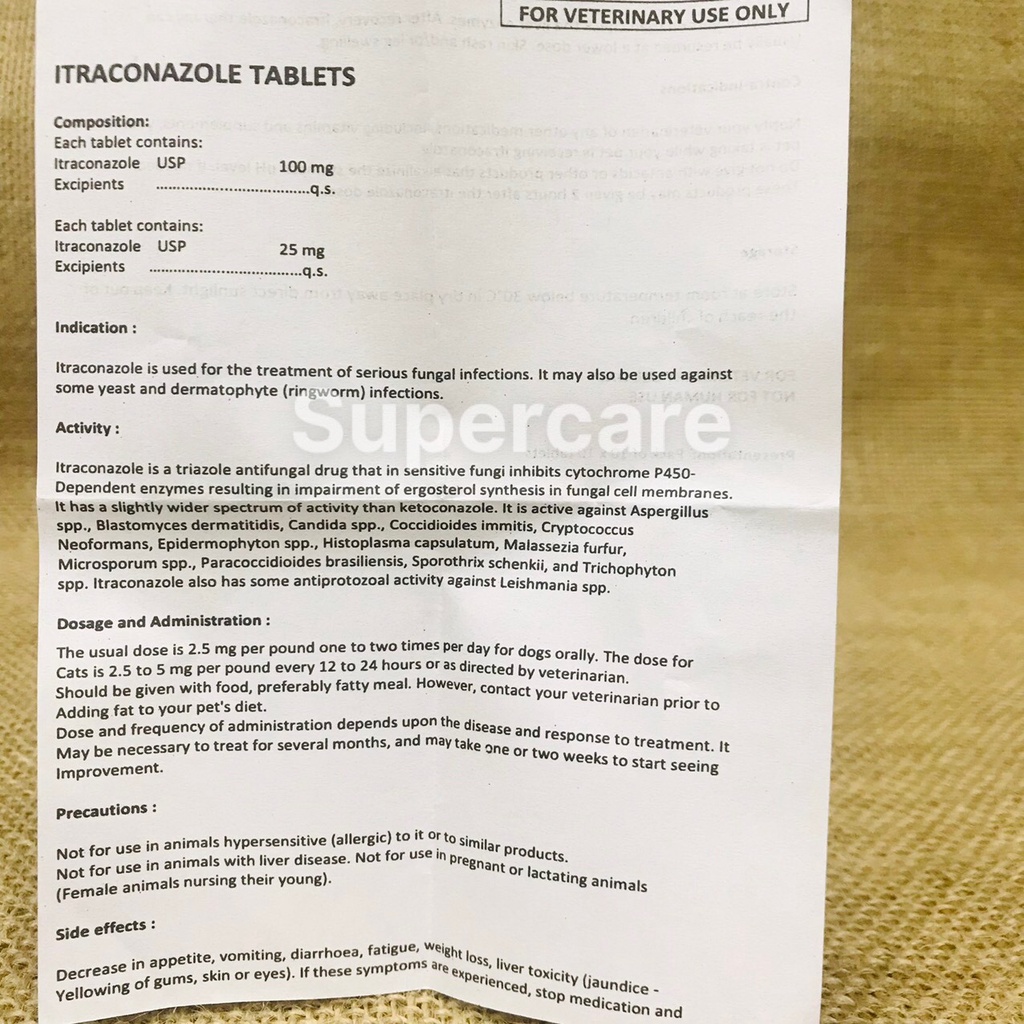 FOR VETERINARY USE ONLY
ITRACONAZOLE TABLETS
Composition:
Each tablet contains:
Itraconazole USP 100 mg
Excipients ..................................q.s.
Each tablet contains:
Itraconazole USP 25 mg
Excipients ..................................q.s.
Indication :
Itraconazole is used for the treatment of serious fungal infections. It may also be used against
some yeast and dermatophyte (ringworm) infections.
Supercare
Activity :
Itraconazole is a triazole antifungal drug that in sensitive fungi inhibits cytochrome P450-
Dependent enzymes resulting in impairment of ergosterol synthesis in fungal cell membranes.
It has a slightly wider spectrum of activity than ketoconazole. It is active against Aspergillus
spp., Blastomyces dermatitidis, Candida spp., Coccidioides immitis, Cryptococcus
Neoformans, Epidermophyton spp., Histoplasma capsulatum, Malassezia furfur,
Microsporum spp., Paracoccidioides brasiliensis, Sporothrix schenkii, and Trichophyton
spp. Itraconazole also has some antiprotozoal activity against Leishmania spp.
Dosage and Administration :
The usual dose is 2.5 mg per pound one to two times per day for dogs orally. The dose for
Cats is 2.5 to 5 mg per pound every 12 to 24 hours or as directed by veterinarian.
Should be given with food, preferably fatty meal. However, contact your veterinarian prior to
Adding fat to your pet's diet.
Dose and frequency of administration depends upon the disease and response to treatment. It
May be necessary to treat for several months, and may take one or two weeks to start seeing
Improvement.
Precautions :
Not for use in animals hypersensitive (allergic) to it or to similar products.
Not for use in animals with liver disease. Not for use in pregnant or lactating animals
(Female animals nursing their young).
Side effects :
Decrease in appetite, vomiting, diarrhoea, fatigue, weight loss, liver toxicity (jaundice -
Yellowing of gums, skin or eyes). If these symptoms are experienced, stop medication and